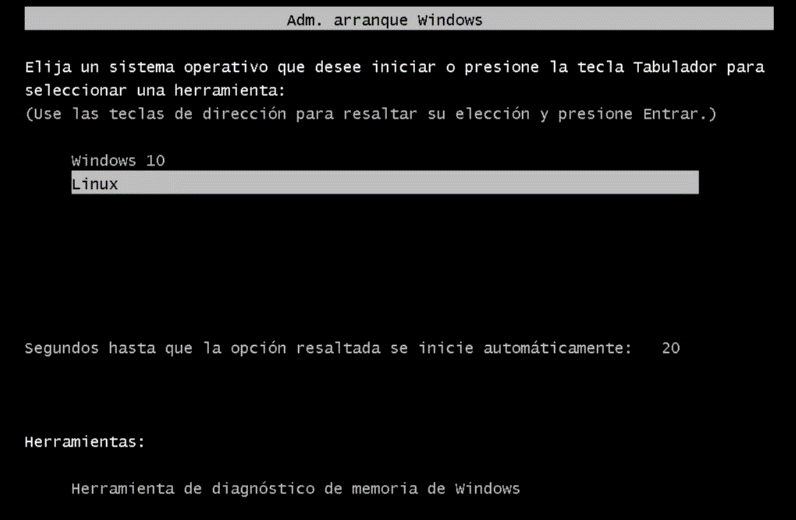 Adm. arranque Windows
Elija un sistema operativo que desee iniciar o presione la tecla Tabulador para
seleccionar una herramienta:
(Use las teclas de dirección para resaltar su elección y presione Entrar.)
Windows 10
Linux
Segundos hasta que la opción resaltada se inicie automáticamente: 20
Herramientas:
Herramienta de diagnóstico de memoria de Windows